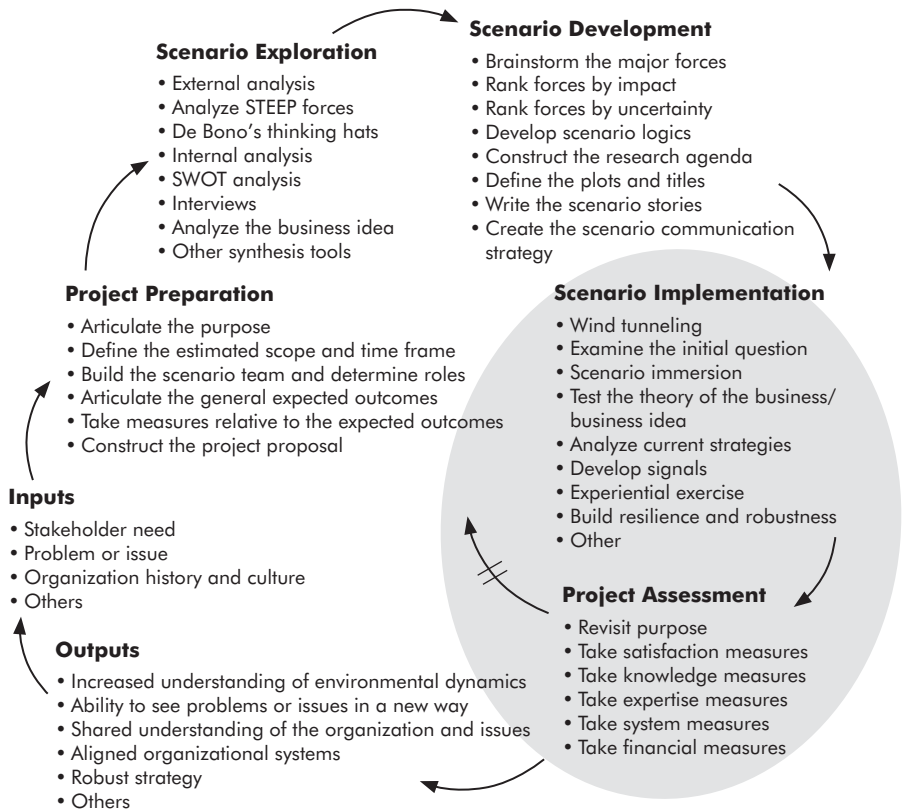 Scenario Exploration
• External analysis
• Analyze STEEP forces
• De Bono's thinking hats
• Internal analysis
• SWOT analysis
• Interviews
• Analyze the business idea
• Other synthesis tools
Scenario Development
• Brainstorm the major forces
• Rank forces by impact
• Rank forces by uncertainty
• Develop scenario logics
• Construct the research agenda
• Define the plots and titles
• Write the scenario stories
• Create the scenario communication
strategy
Project Preparation
• Articulate the purpose
• Define the estimated scope and time frame
• Build the scenario team and determine roles
• Articulate the general expected outcomes
• Take measures relative to the expected outcomes
• Construct the project proposal
Scenario Implementation
• Wind tunneling
• Examine the initial question
• Scenario immersion
• Test the theory of the business/
business idea
• Analyze current strategies
• Develop signals
• Experiential exercise
• Build resilience and robustness
• Other
Inputs
• Stakeholder need
• Problem or issue
• Organization history and culture
• Others
Project Assessment
• Revisit purpose
• Take satisfaction measures
• Take knowledge measures
• Take expertise measures
• Take system measures
• Take financial measures
Outputs
• Increased understanding of environmental dynamics
• Ability to see problems or issues in a new way
• Shared understanding of the organization and issues
• Aligned organizational systems
• Robust strategy
• Others